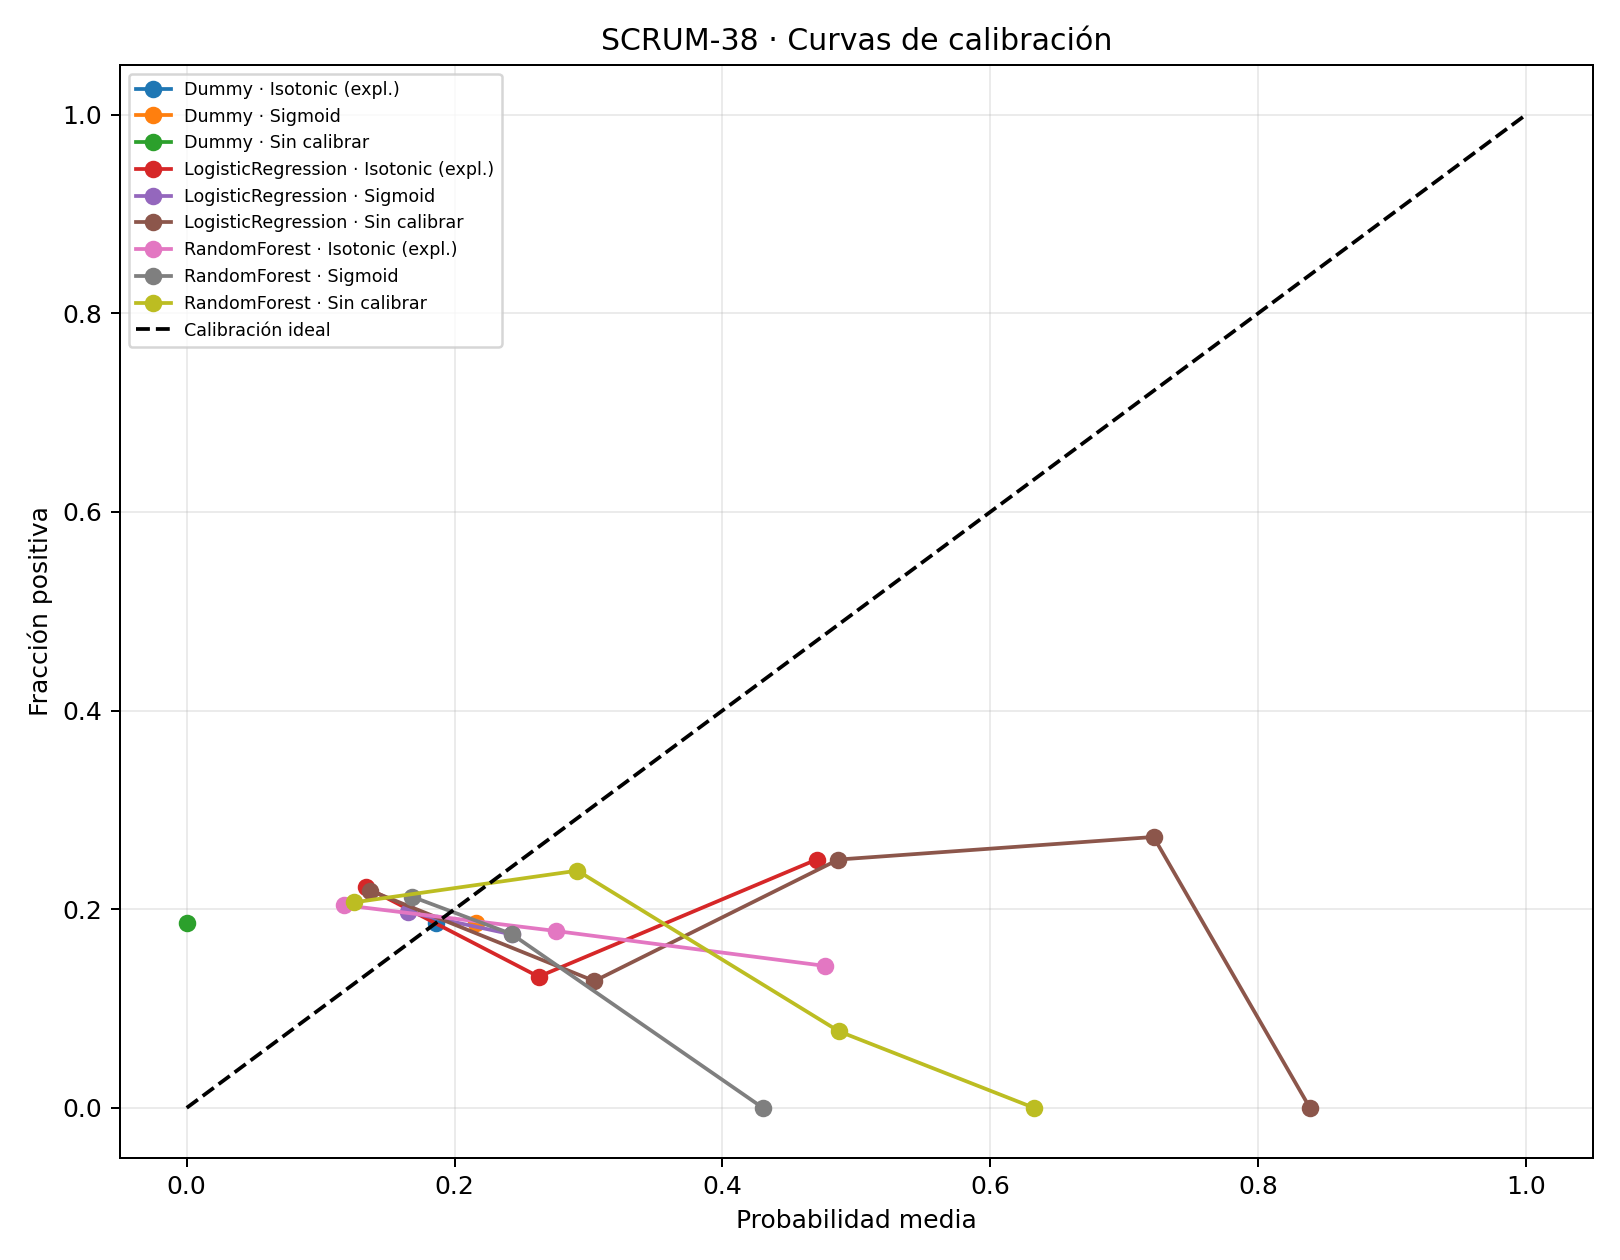 SCRUM-38 · Curvas de calibración
Dummy · Isotonic (expl.)
Dummy · Sigmoid
Dummy · Sin calibrar
LogisticRegression · Isotonic (expl.)
LogisticRegression · Sigmoid
LogisticRegression · Sin calibrar
RandomForest · Isotonic (expl.)
RandomForest · Sigmoid
RandomForest · Sin calibrar
Calibración ideal
1.0
0.8
0.6
0.4
0.2
0.0
Fracción positiva
0.0 0.2 0.4 0.6 0.8 1.0
Probabilidad media